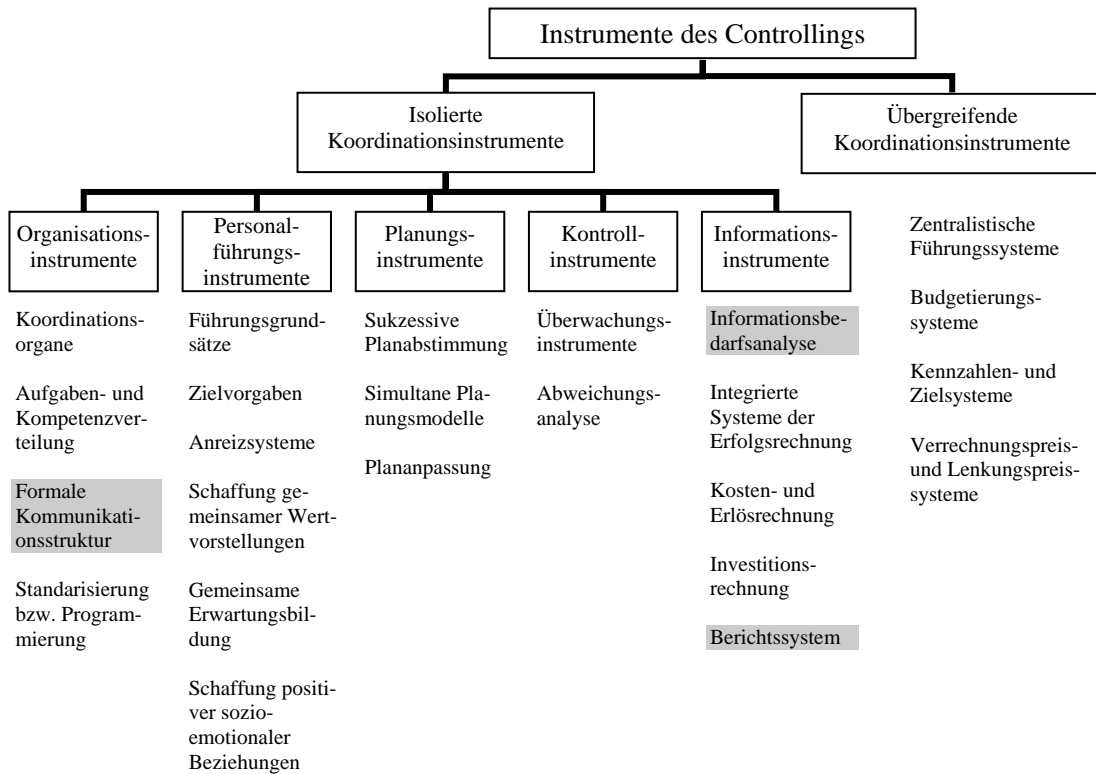 Instrumente des Controllings
Isolierte
Koordinationsinstrumente
Übergreifende
Koordinationsinstrumente
Organisations-
instrumente
Koordinations-
organe
Aufgaben- und
Kompetenzver-
teilung
Formale
Kommunikati-
onsstruktur
Standarisierung
bzw. Program-
mierung
Personal-
führungs-
instrumente
Führungsgrund-
sätze
Zielvorgaben
Anreizsysteme
Schaffung ge-
meinsamer Wert-
vorstellungen
Gemeinsame
Erwartungsbil-
dung
Schaffung positi-
ver sozio-
emotionaler
Beziehungen
Planungs-
instrumente
Sukzessive
Planabstimmung
Simultane Pla-
nungsmodelle
Plananpassung
Kontroll-
instrumente
Überwachungs-
instrumente
Abweichungs-
analyse
Informations-
instrumente
Informationsbe-
darfsanalyse
Integrierte
Systeme der
Erfolgsrechnung
Kosten- und
Erlösrechnung
Investitions-
rechnung
Berichtssystem
Zentralistische
Führungssysteme
Budgetierungs-
systeme
Kennzahlen- und
Zielsysteme
Verrechnungspreis-
und Lenkungspreis-
systeme